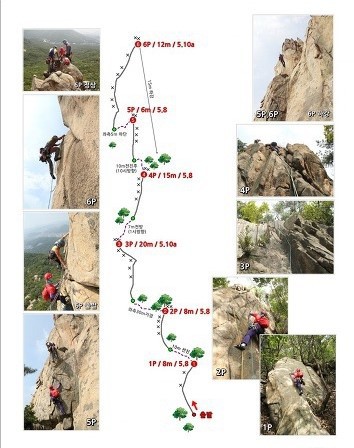 6P / 12m / 5,10a
5P / 6m / 5,8
4P / 15m / 5,8
3P / 20m / 5,10a
2P / 8m / 5,8
1P / 8m / 5,8
출발
6P 정상
6P
6P 출발
5P
5P 6P
6P 하강
4P
3P
2P
1P